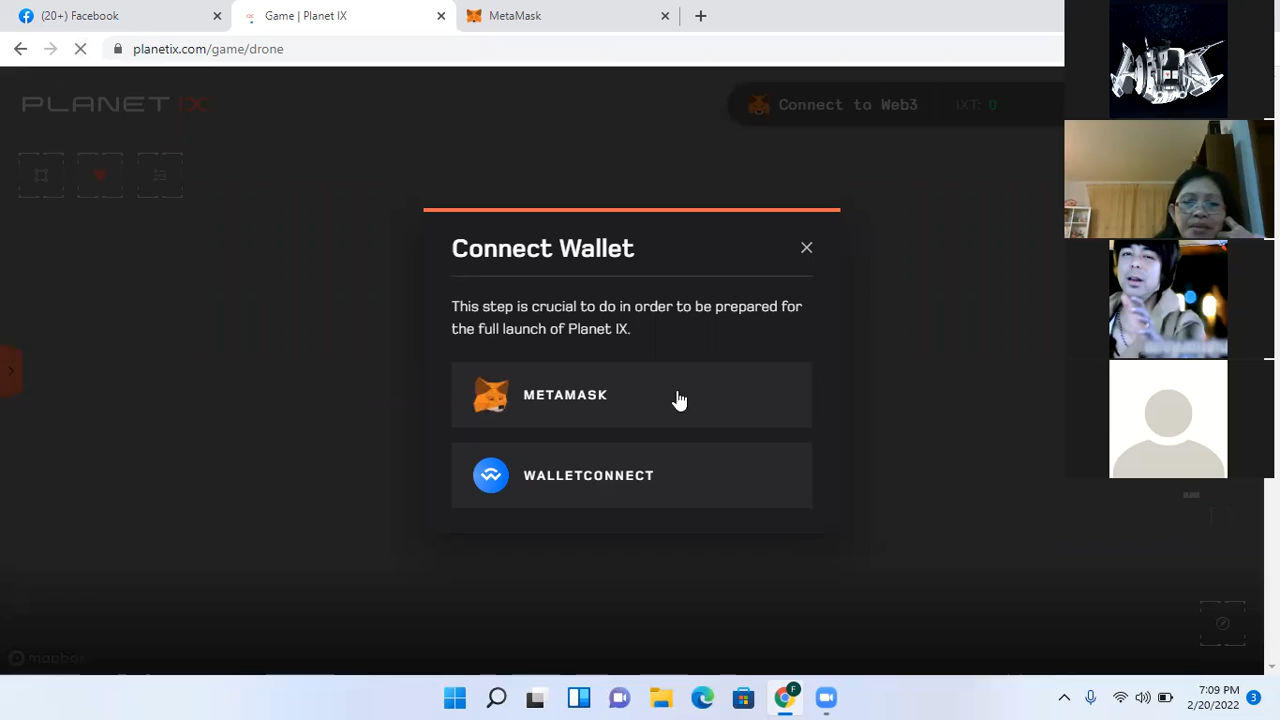 (20+) Facebook
Game | Planet IX
MetaMask
planetix.com/game/drone
PLANET IX
Connect to Web3
IXT: 0
Connect Wallet
This step is crucial to do in order to be prepared for
the full launch of Planet IX.
METAMASK
WALLETCONNECT
mapbox
F
7:09 PM
2/20/2022
3